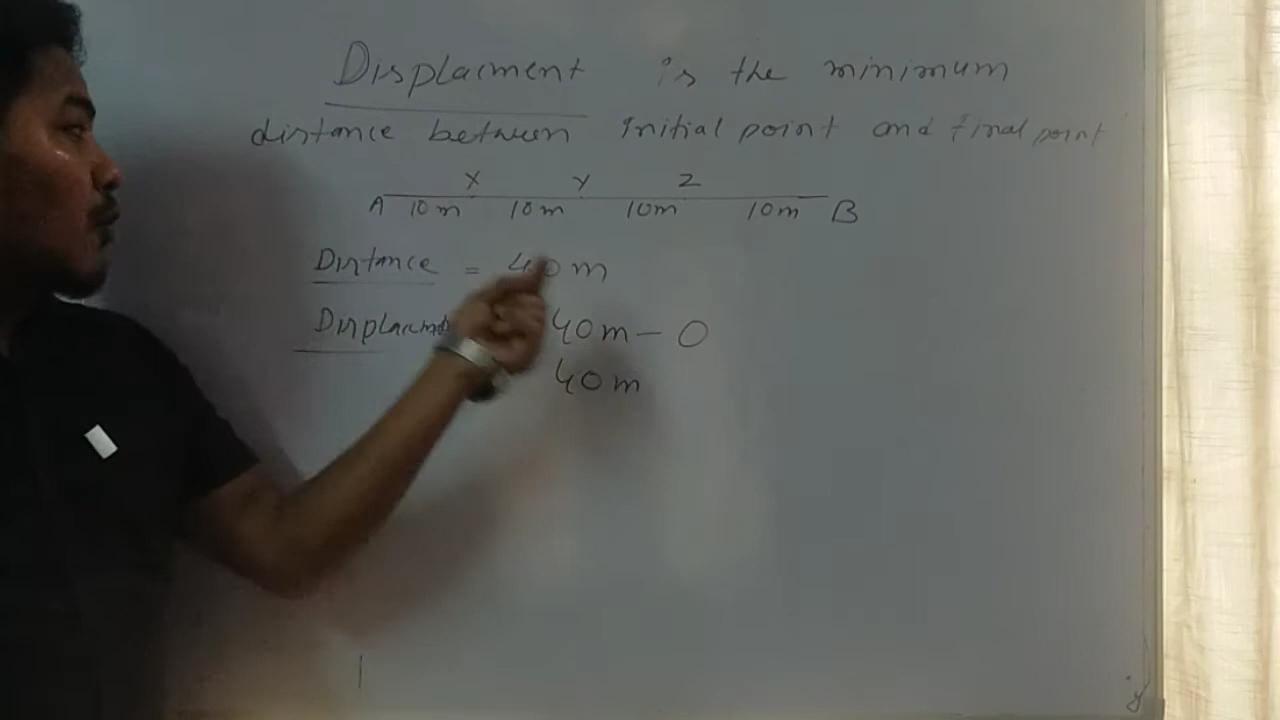 Displacment is the minimum
distance between initial point and final point
X Y Z
A 10m 10m 10m 10m B
Distance = 40m
40m - 0
40m